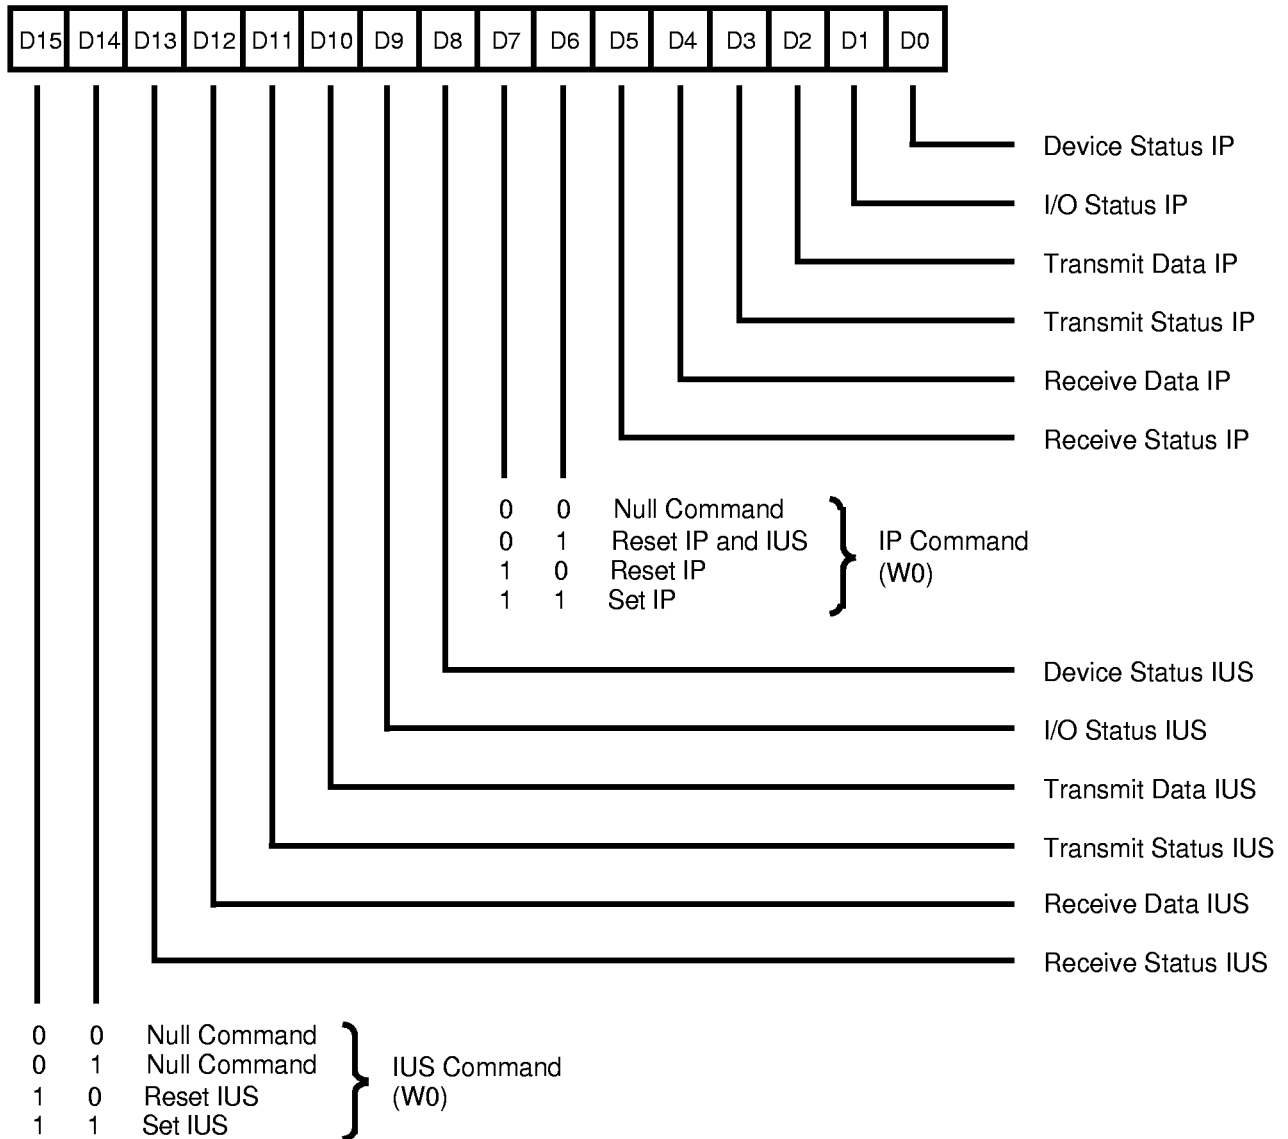 D15 D14 D13 D12 D11 D10 D9 D8 D7 D6 D5 D4 D3 D2 D1 D0
Device Status IP
I/O Status IP
Transmit Data IP
Transmit Status IP
Receive Data IP
Receive Status IP
0 0 Null Command
0 1 Reset IP and IUS
1 0 Reset IP
1 1 Set IP
IP Command
(W0)
Device Status IUS
I/O Status IUS
Transmit Data IUS
Transmit Status IUS
Receive Data IUS
Receive Status IUS
0 0 Null Command
0 1 Null Command
1 0 Reset IUS
1 1 Set IUS
IUS Command
(W0)